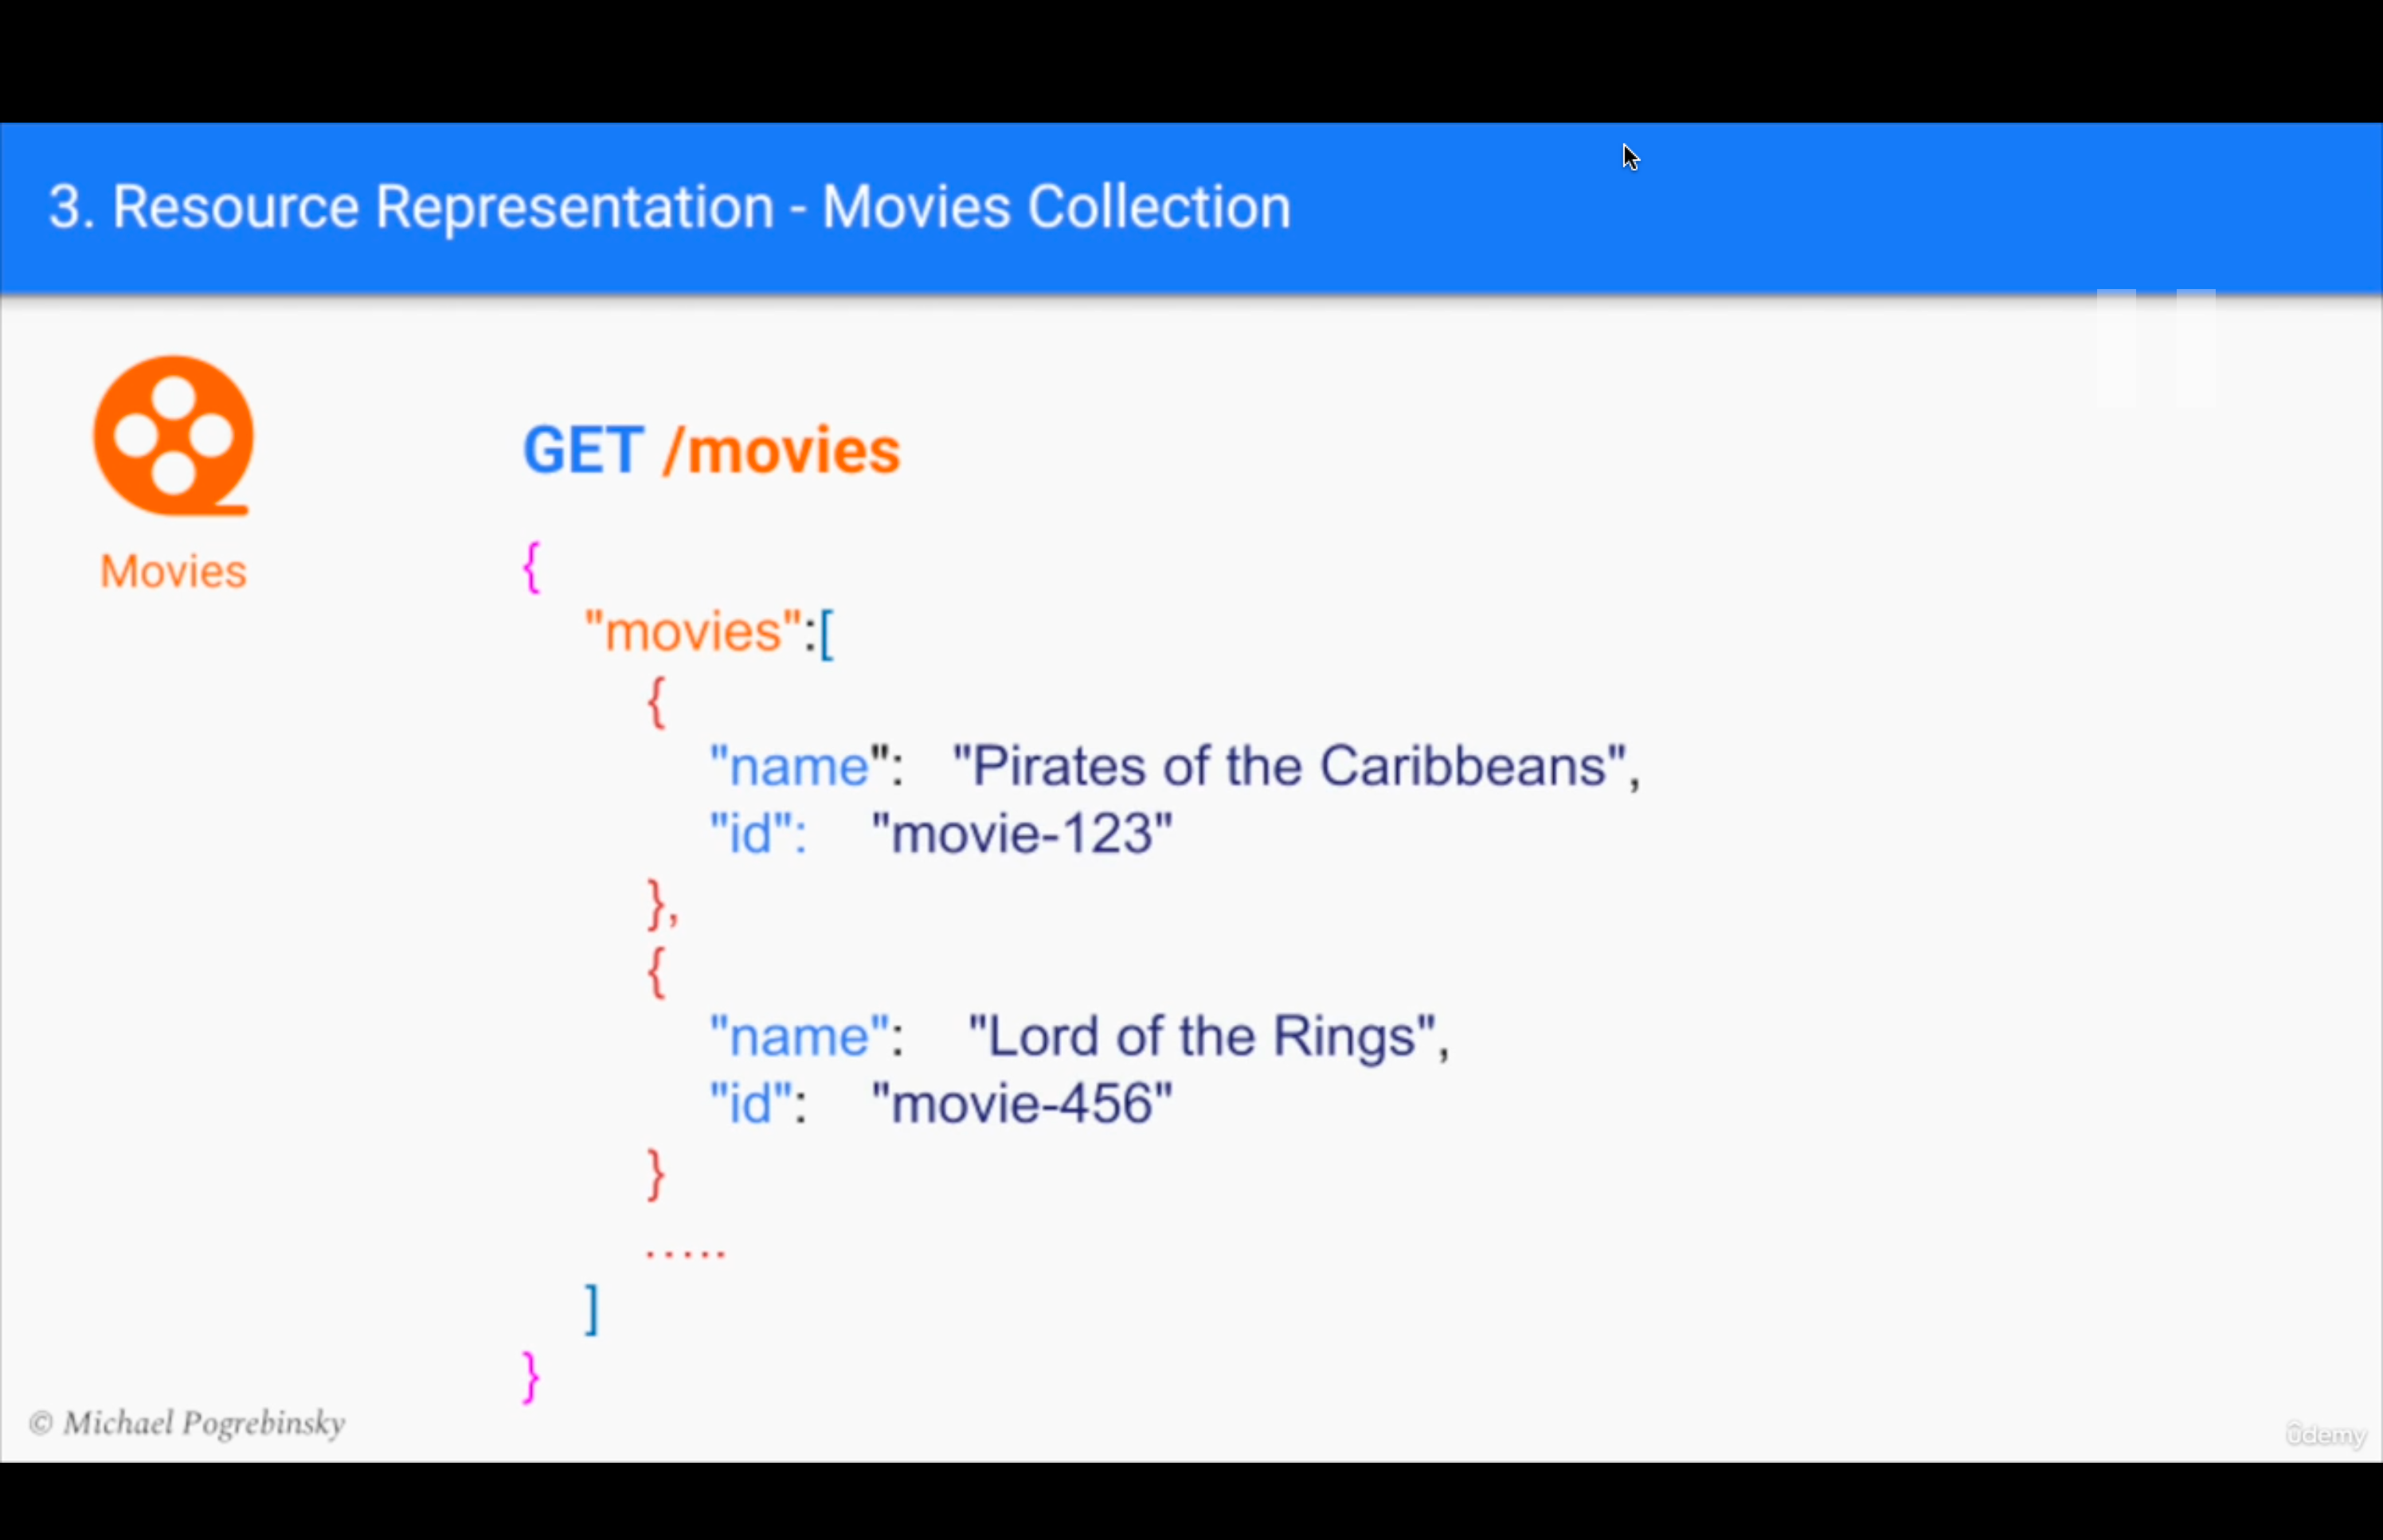 3. Resource Representation - Movies Collection
Movies
GET /movies
{
"movies":[
{
"name": "Pirates of the Caribbeans",
"id": "movie-123"
},
{
"name": "Lord of the Rings",
"id": "movie-456"
}
.....
]
}
© Michael Pogrebinsky
ûdemy